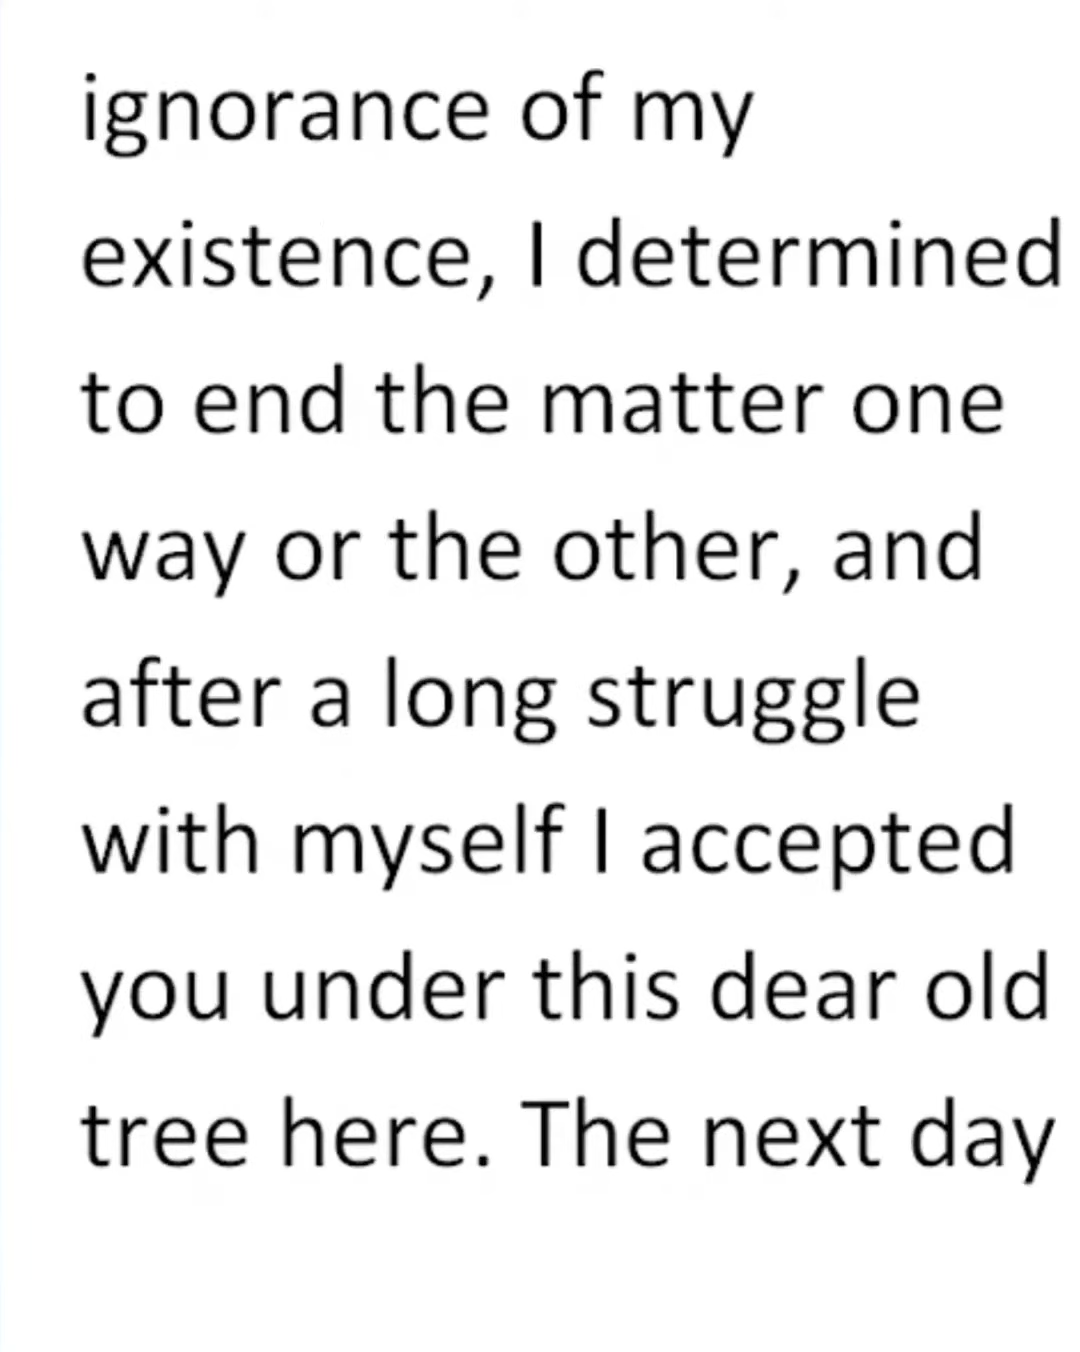 ignorance of my
existence, I determined
to end the matter one
way or the other, and
after a long struggle
with myself I accepted
you under this dear old
tree here. The next day